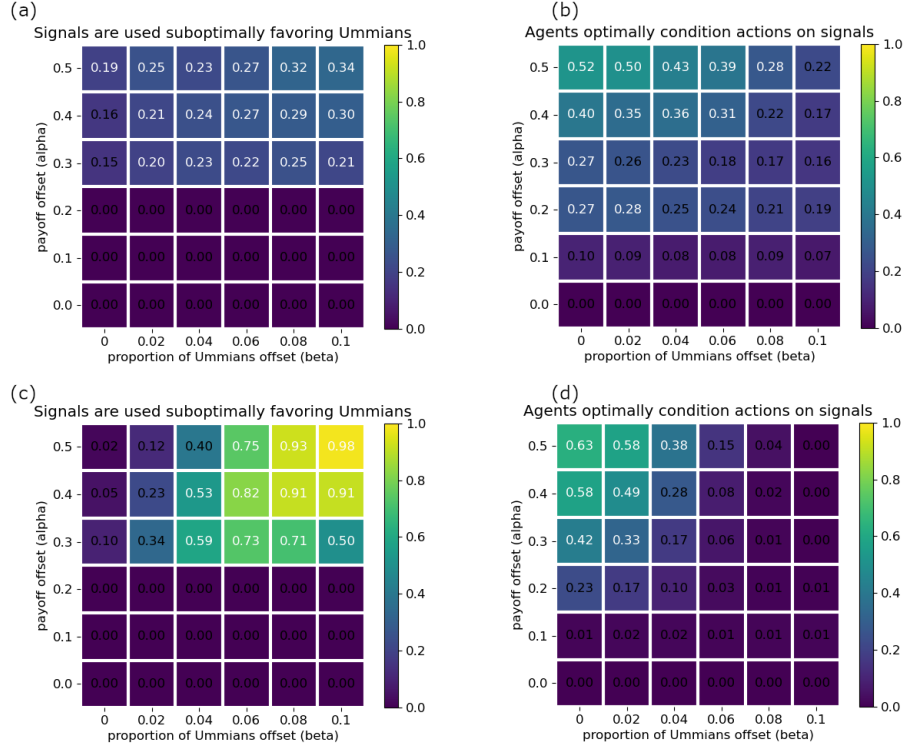 (a)
Signals are used suboptimally favoring Ummians
payoff offset (alpha)
0.5 0.19 0.25 0.23 0.27 0.32 0.34
0.4 0.16 0.21 0.24 0.27 0.29 0.30
0.3 0.15 0.20 0.23 0.22 0.25 0.21
0.2 0.00 0.00 0.00 0.00 0.00 0.00
0.1 0.00 0.00 0.00 0.00 0.00 0.00
0.0 0.00 0.00 0.00 0.00 0.00 0.00
0 0.02 0.04 0.06 0.08 0.1
proportion of Ummians offset (beta)
1.0
0.8
0.6
0.4
0.2
0.0
(b)
Agents optimally condition actions on signals
payoff offset (alpha)
0.5 0.52 0.50 0.43 0.39 0.28 0.22
0.4 0.40 0.35 0.36 0.31 0.22 0.17
0.3 0.27 0.26 0.23 0.18 0.17 0.16
0.2 0.27 0.28 0.25 0.24 0.21 0.19
0.1 0.10 0.09 0.08 0.08 0.09 0.07
0.0 0.00 0.00 0.00 0.00 0.00 0.00
0 0.02 0.04 0.06 0.08 0.1
proportion of Ummians offset (beta)
1.0
0.8
0.6
0.4
0.2
0.0
(c)
Signals are used suboptimally favoring Ummians
payoff offset (alpha)
0.5 0.02 0.12 0.40 0.75 0.93 0.98
0.4 0.05 0.23 0.53 0.82 0.91 0.91
0.3 0.10 0.34 0.59 0.73 0.71 0.50
0.2 0.00 0.00 0.00 0.00 0.00 0.00
0.1 0.00 0.00 0.00 0.00 0.00 0.00
0.0 0.00 0.00 0.00 0.00 0.00 0.00
0 0.02 0.04 0.06 0.08 0.1
proportion of Ummians offset (beta)
1.0
0.8
0.6
0.4
0.2
0.0
(d)
Agents optimally condition actions on signals
payoff offset (alpha)
0.5 0.63 0.58 0.38 0.15 0.04 0.00
0.4 0.58 0.49 0.28 0.08 0.02 0.00
0.3 0.42 0.33 0.17 0.06 0.01 0.00
0.2 0.23 0.17 0.10 0.03 0.01 0.01
0.1 0.01 0.02 0.02 0.01 0.01 0.01
0.0 0.00 0.00 0.00 0.00 0.00 0.00
0 0.02 0.04 0.06 0.08 0.1
proportion of Ummians offset (beta)
1.0
0.8
0.6
0.4
0.2
0.0